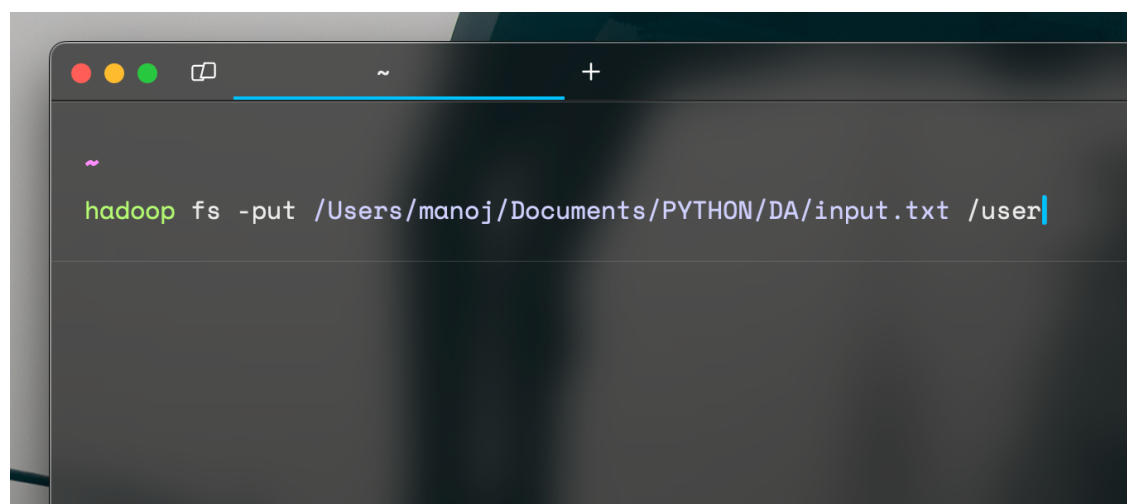 ~ +
~
hadoop fs -put /Users/manoj/Documents/PYTHON/DA/input.txt /user